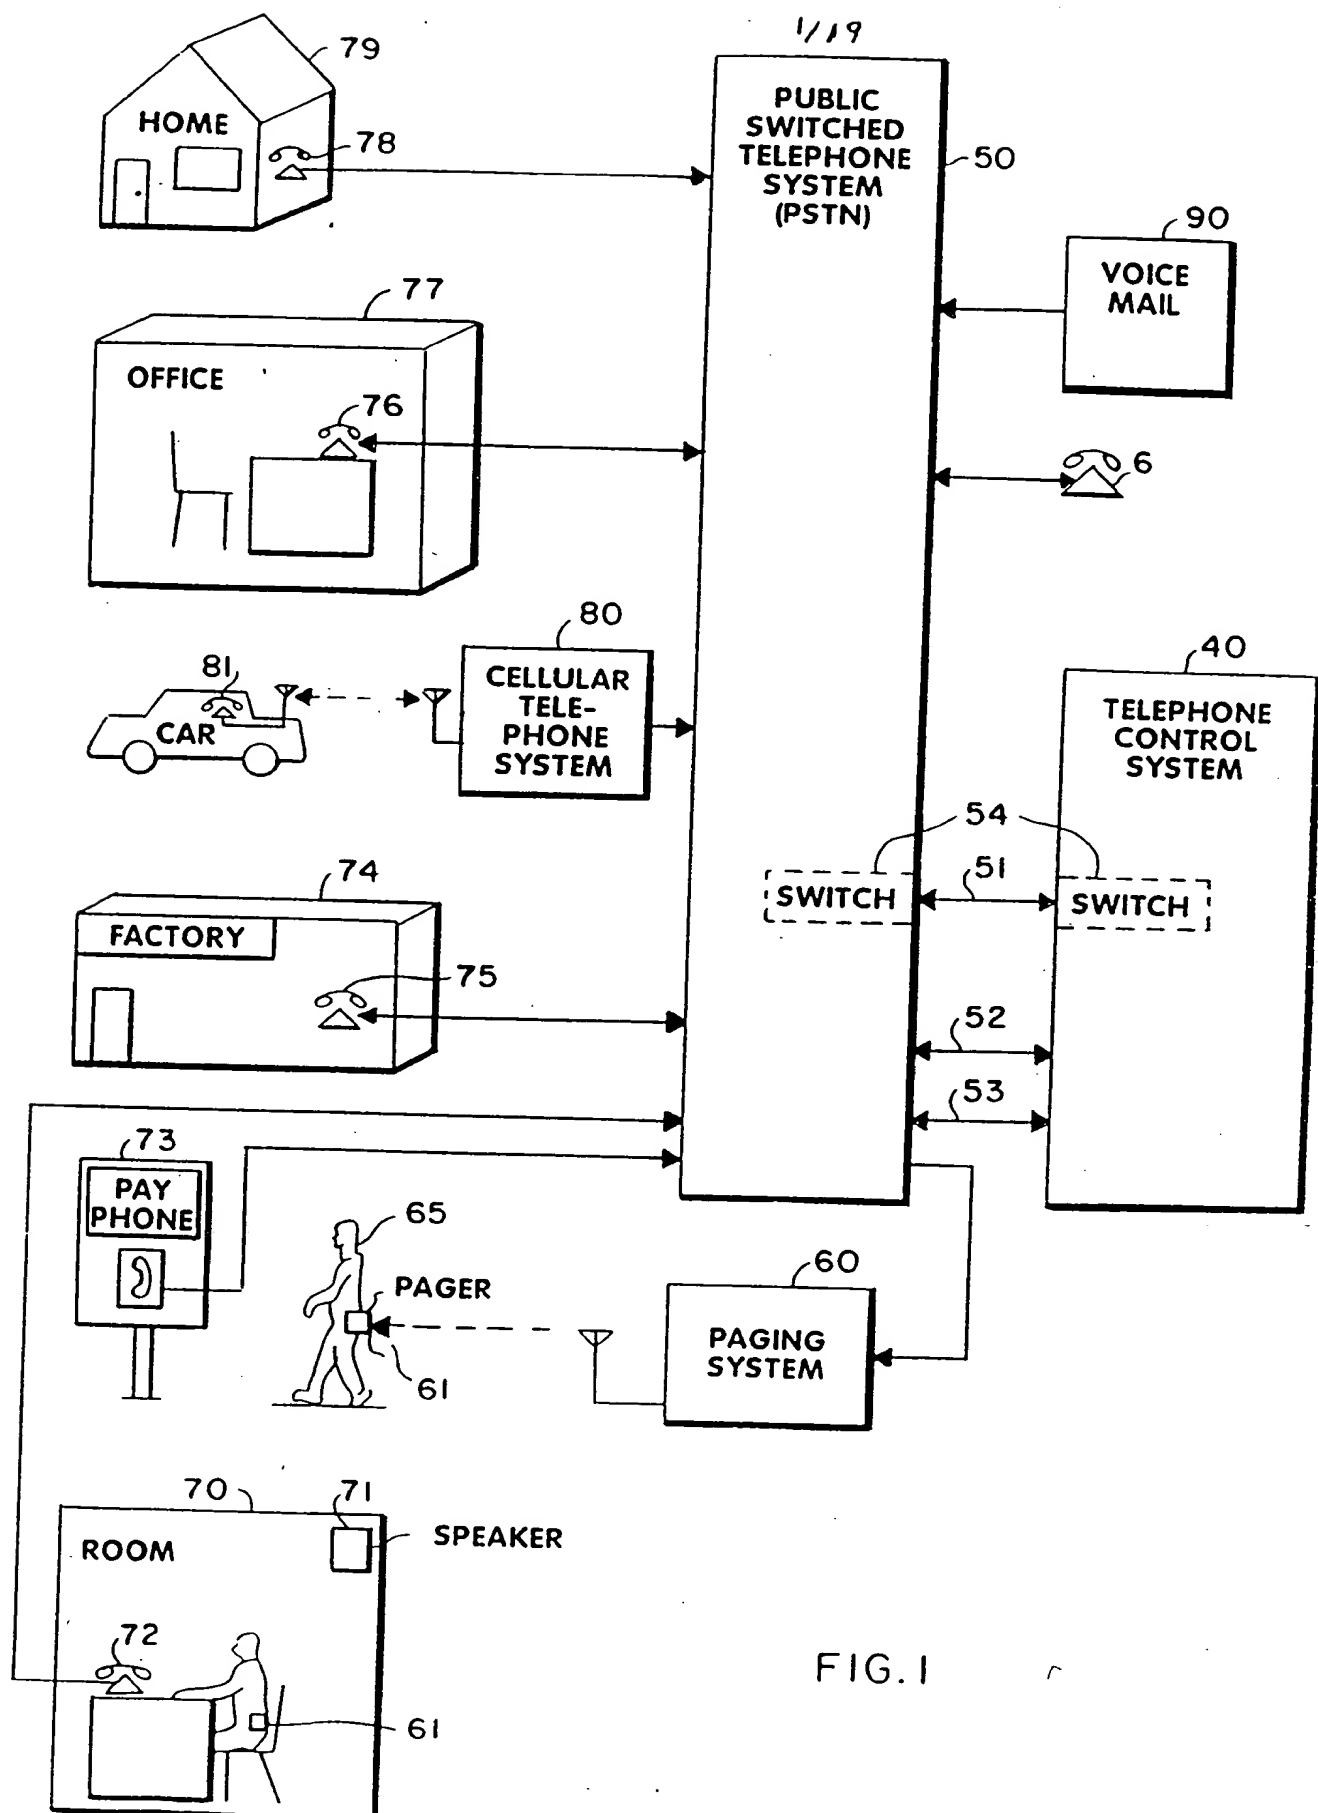 1/19
79
HOME
78
PUBLIC
SWITCHED
TELEPHONE
SYSTEM
(PSTN)
50
90
VOICE
MAIL
77
OFFICE
76
6
80
81
CAR
CELLULAR
TELE-
PHONE
SYSTEM
40
TELEPHONE
CONTROL
SYSTEM
54
SWITCH
51
SWITCH
74
FACTORY
75
52
53
73
PAY
PHONE
65
PAGER
61
60
PAGING
SYSTEM
70
71
ROOM
SPEAKER
72
61
FIG.1